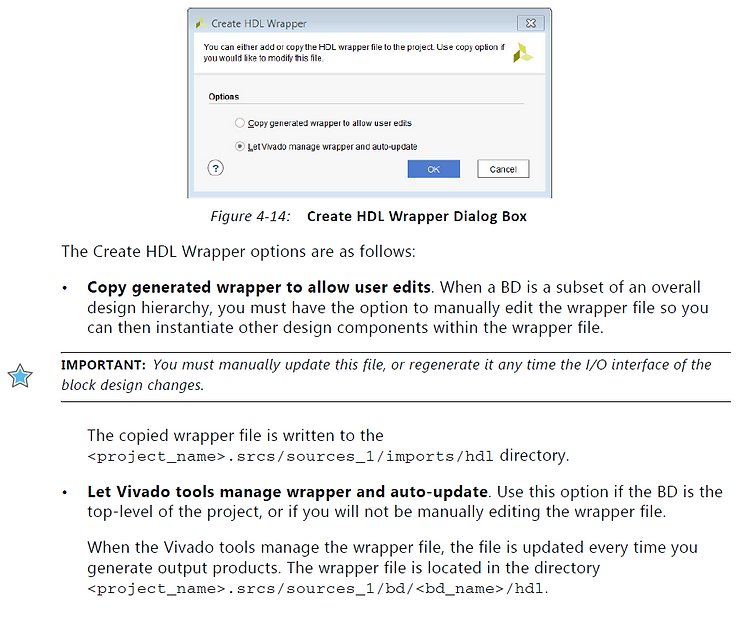 Create HDL Wrapper
You can either add or copy the HDL wrapper file to the project. Use copy option if
you would like to modify this file.
Options
Copy generated wrapper to allow user edits
Let Vivado manage wrapper and auto-update
?
OK
Cancel
Figure 4-14: Create HDL Wrapper Dialog Box
The Create HDL Wrapper options are as follows:
• Copy generated wrapper to allow user edits. When a BD is a subset of an overall
design hierarchy, you must have the option to manually edit the wrapper file so you
can then instantiate other design components within the wrapper file.
IMPORTANT: You must manually update this file, or regenerate it any time the I/O interface of the
block design changes.
The copied wrapper file is written to the
<project_name>.srcs/sources_1/imports/hdl directory.
• Let Vivado tools manage wrapper and auto-update. Use this option if the BD is the
top-level of the project, or if you will not be manually editing the wrapper file.
When the Vivado tools manage the wrapper file, the file is updated every time you
generate output products. The wrapper file is located in the directory
<project_name>.srcs/sources_1/bd/<bd_name>/hdl.